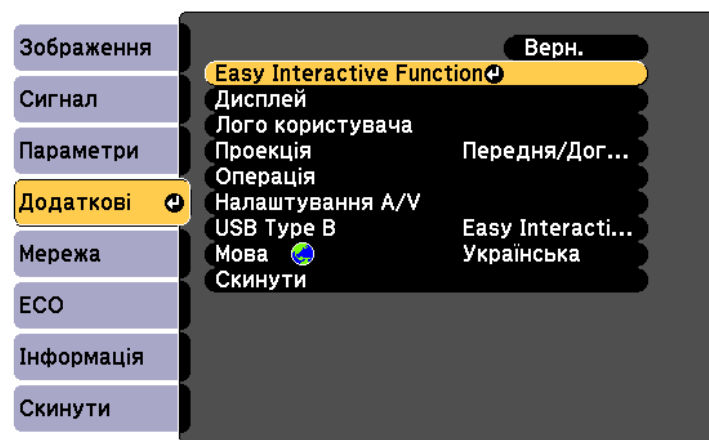 Зображення
Сигнал
Параметри
Додаткові
Мережа
ECO
Інформація
Скинути
Верн.
Easy Interactive Function
Дисплей
Лого користувача
Проекція Передня/Дог...
Операція
Налаштування A/V
USB Type B Easy Interacti...
Мова Українська
Скинути